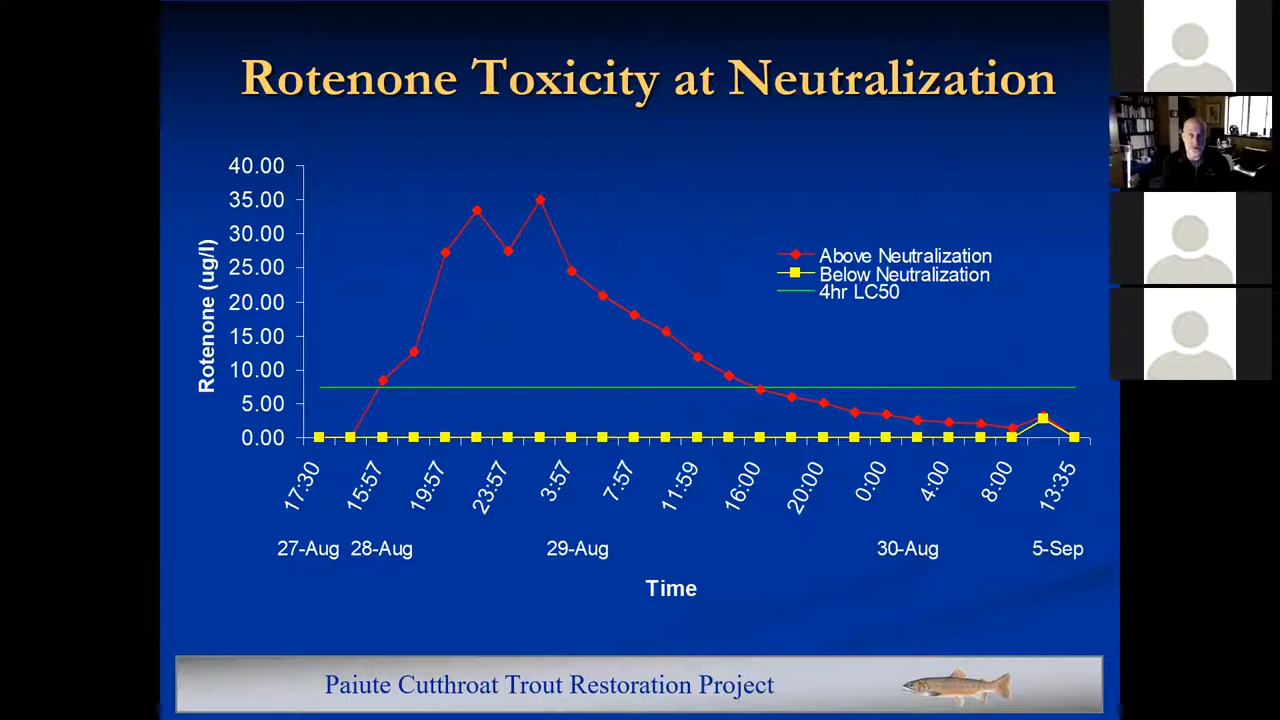 Rotenone Toxicity at Neutralization
40.00
35.00
30.00
25.00
20.00
15.00
10.00
5.00
0.00
Rotenone (ug/l)
Above Neutralization
Below Neutralization
4hr LC50
17:30 15:57 19:57 23:57 3:57 7:57 11:59 16:00 20:00 0:00 4:00 8:00 13:35
27-Aug 28-Aug 29-Aug 30-Aug 5-Sep
Time
Paiute Cutthroat Trout Restoration Project